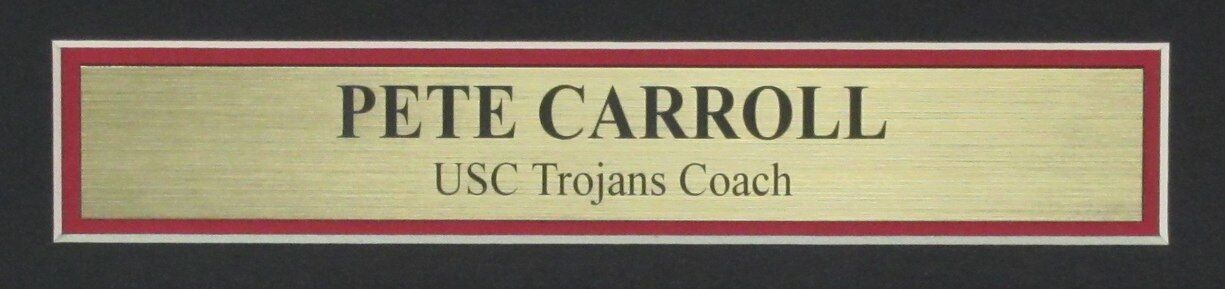 PETE CARROLL
USC Trojans Coach